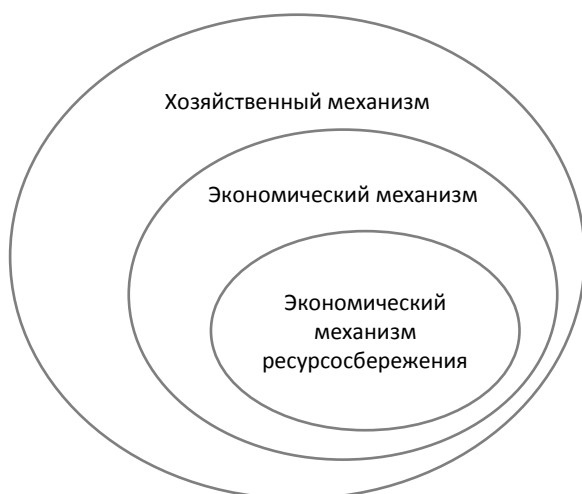 Хозяйственный механизм
Экономический механизм
Экономический
механизм
ресурсосбережения